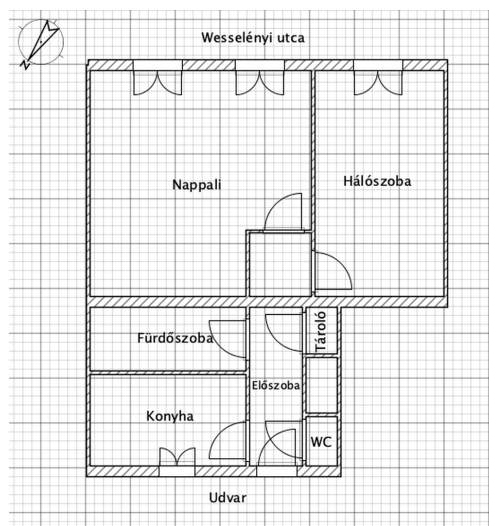 Wesselényi utca
N
Nappali
Hálószoba
Fürdőszoba
Tároló
Előszoba
Konyha
WC
Udvar